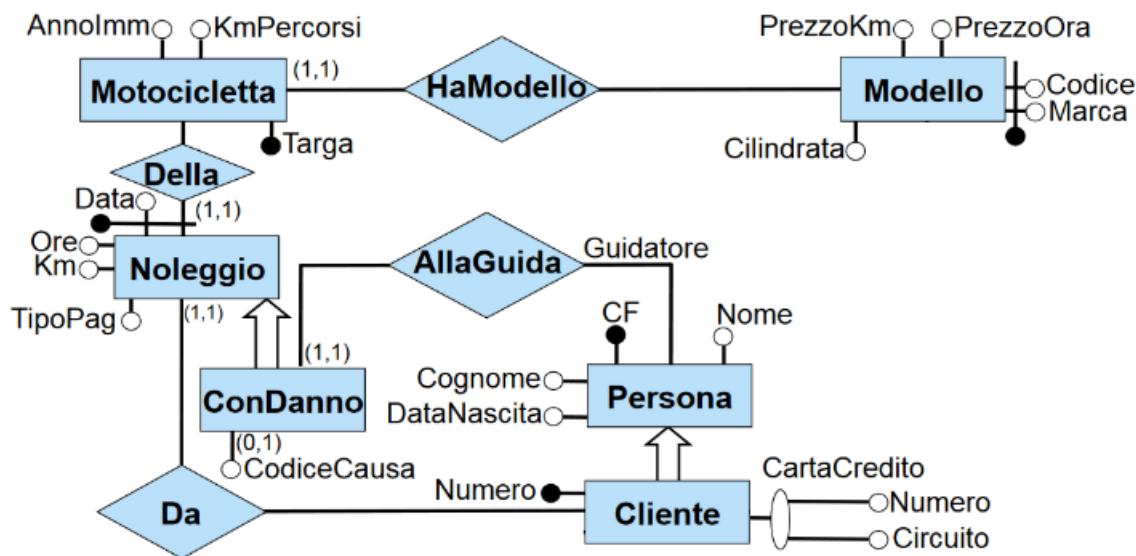 AnnoImm KmPercorsi PrezzoKm PrezzoOra
Motocicletta (1,1) HaModello Modello Codice
Marca
Targa Cilindrata
Della
Data (1,1)
Ore
Km Noleggio AllaGuida Guidatore
TipoPag (1,1) CF Nome
(1,1)
ConDanno Cognome Persona
DataNascita
(0,1)
CodiceCausa CartaCredito
Numero Numero
Da Cliente Circuito